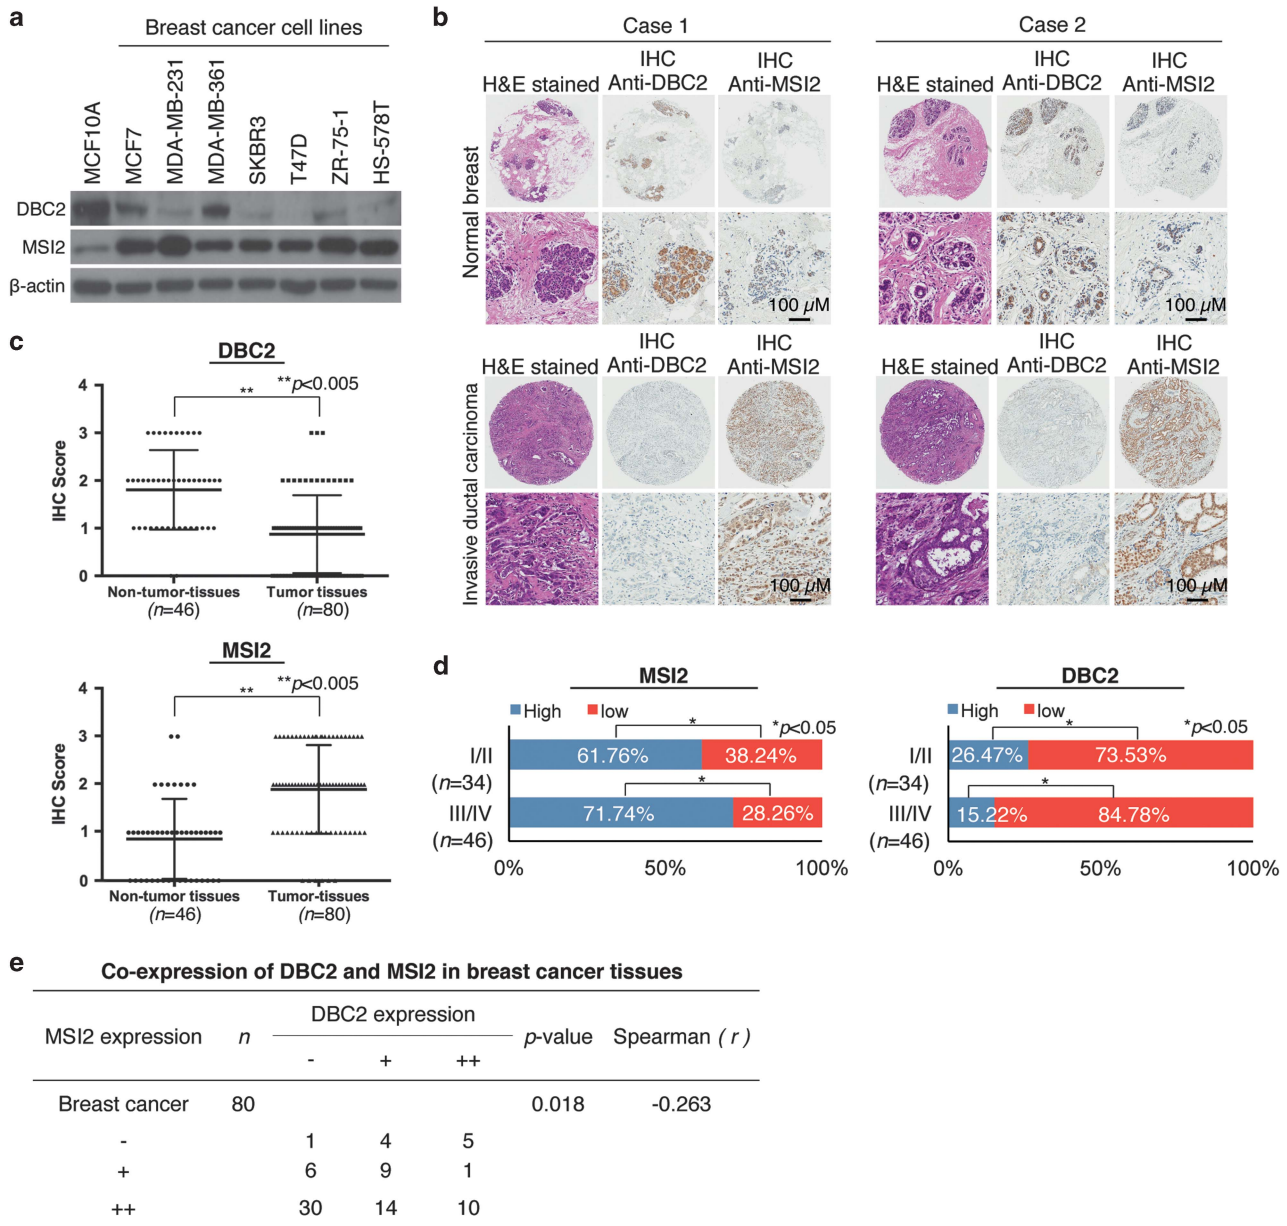 a
Breast cancer cell lines
MCF10A
MCF7
MDA-MB-231
MDA-MB-361
SKBR3
T47D
ZR-75-1
HS-578T
DBC2
MSI2
β-actin
b
Case 1
Case 2
H&E stained
IHC
Anti-DBC2
IHC
Anti-MSI2
H&E stained
IHC
Anti-DBC2
IHC
Anti-MSI2
Normal breast
100 µM
100 µM
H&E stained
IHC
Anti-DBC2
IHC
Anti-MSI2
H&E stained
IHC
Anti-DBC2
IHC
Anti-MSI2
Invasive ductal carcinoma
100 µM
100 µM
c
DBC2
**p<0.005
**
IHC Score
4
3
2
1
0
Non-tumor-tissues
(n=46)
Tumor tissues
(n=80)
MSI2
**p<0.005
**
IHC Score
4
3
2
1
0
Non-tumor tissues
(n=46)
Tumor-tissues
(n=80)
d
MSI2
High low
*p<0.05
*
I/II
(n=34)
61.76% 38.24%
*
III/IV
(n=46)
71.74% 28.26%
0% 50% 100%
DBC2
High low
*p<0.05
*
I/II
(n=34)
26.47% 73.53%
*
III/IV
(n=46)
15.22% 84.78%
0% 50% 100%
e
Co-expression of DBC2 and MSI2 in breast cancer tissues
MSI2 expression n DBC2 expression p-value Spearman ( r )
- + ++
Breast cancer 80 0.018 -0.263
- 1 4 5
+ 6 9 1
++ 30 14 10